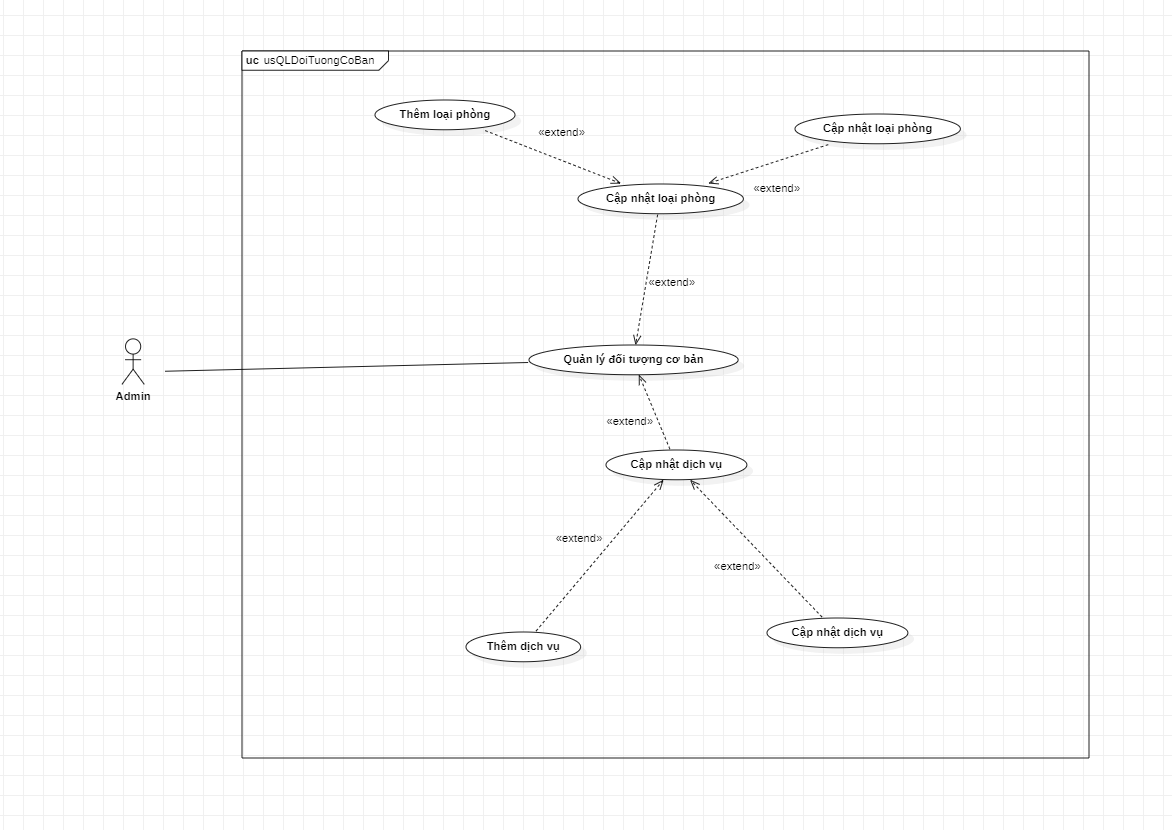 uc usQLDoiTuongCoBan
Thêm loại phòng
«extend»
Cập nhật loại phòng
«extend»
Cập nhật loại phòng
«extend»
Quản lý đối tượng cơ bản
Admin
«extend»
Cập nhật dịch vụ
«extend»
«extend»
Thêm dịch vụ
Cập nhật dịch vụ